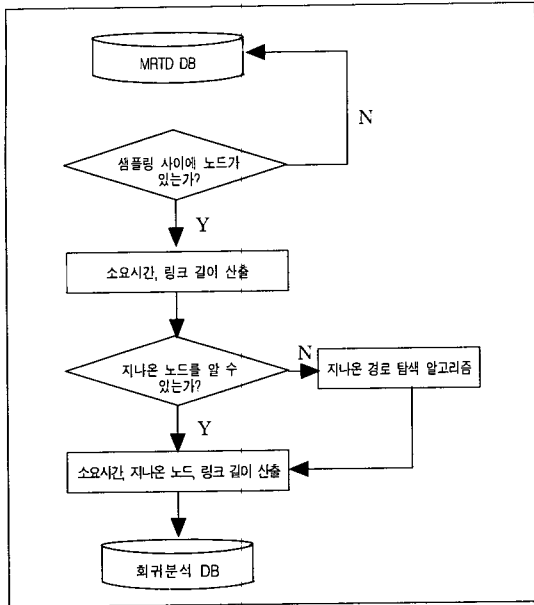 MRTD DB
N
샘플링 사이에 노드가
있는가?
Y
소요시간, 링크 길이 산출
지나온 노드를 알 수
있는가?
N
지나온 경로 탐색 알고리즘
Y
소요시간, 지나온 노드, 링크 길이 산출
회귀분석 DB